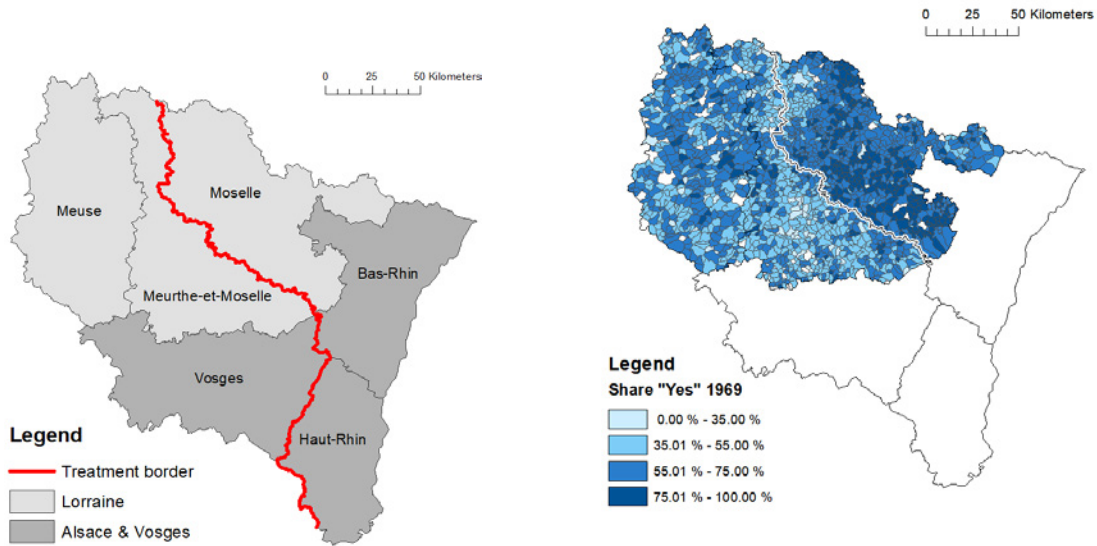 0 25 50 Kilometers
Moselle
Meuse
Bas-Rhin
Meurthe-et-Moselle
Vosges
Haut-Rhin
Legend
Treatment border
Lorraine
Alsace & Vosges
0 25 50 Kilometers
Legend
Share "Yes" 1969
0.00 % - 35.00 %
35.01 % - 55.00 %
55.01 % - 75.00 %
75.01 % - 100.00 %